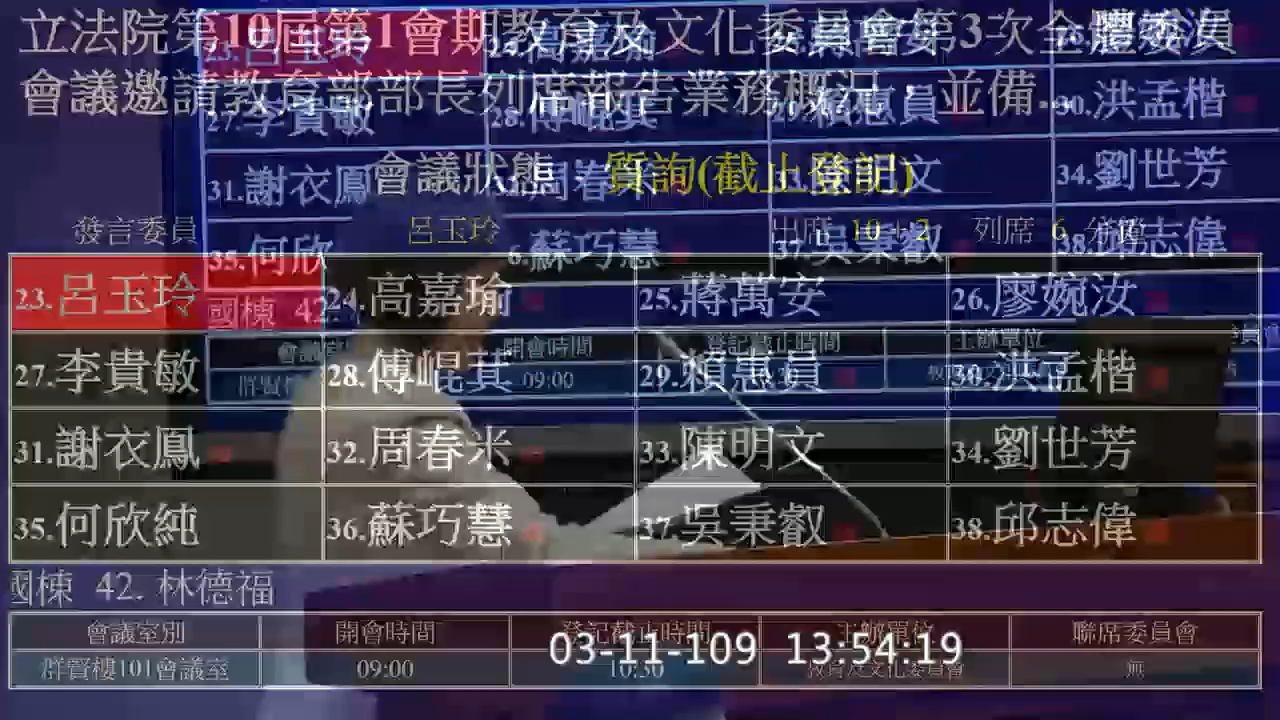 立法院第10屆第1會期教育及文化委員會第3次全體委員
會議邀請教育部部長列席報告業務概況，並備...
會議狀態：質詢(截止登記)
發言委員 呂玉玲 出席 10+2 列席 6
23.呂玉玲 24.高嘉瑜 25.蔣萬安 26.廖婉汝
27.李貴敏 28.傅崐萁 29.賴惠員 30.洪孟楷
31.謝衣鳳 32.周春米 33.陳明文 34.劉世芳
35.何欣純 36.蘇巧慧 37.吳秉叡 38.邱志偉
國棟 42. 林德福
會議室別 開會時間 登記截止時間 主辦單位 聯席委員會
群賢樓101會議室 09:00 10:30 教育及文化委員會 無
03-11-109 13:54:19